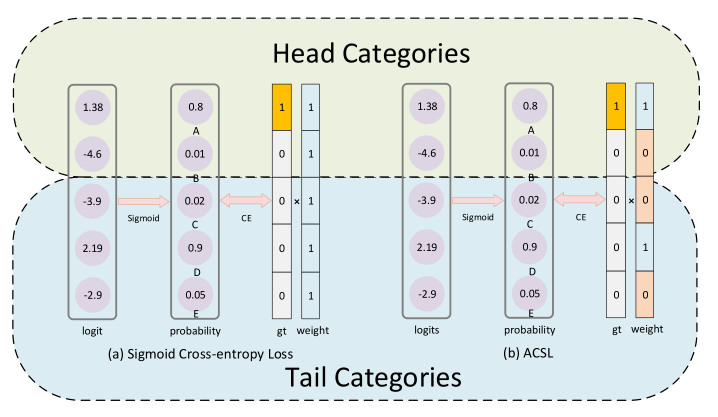 Head Categories
1.38 0.8 1 1 1.38 0.8 1 1
A A
-4.6 0.01 0 1 -4.6 0.01 0 0
B B
-3.9 0.02 0 × 1 -3.9 0.02 0 × 0
Sigmoid C CE Sigmoid C CE
2.19 0.9 0 1 2.19 0.9 0 1
D D
-2.9 0.05 0 1 -2.9 0.05 0 0
E E
logit probability gt weight logits probability gt weight
(a) Sigmoid Cross-entropy Loss (b) ACSL
Tail Categories